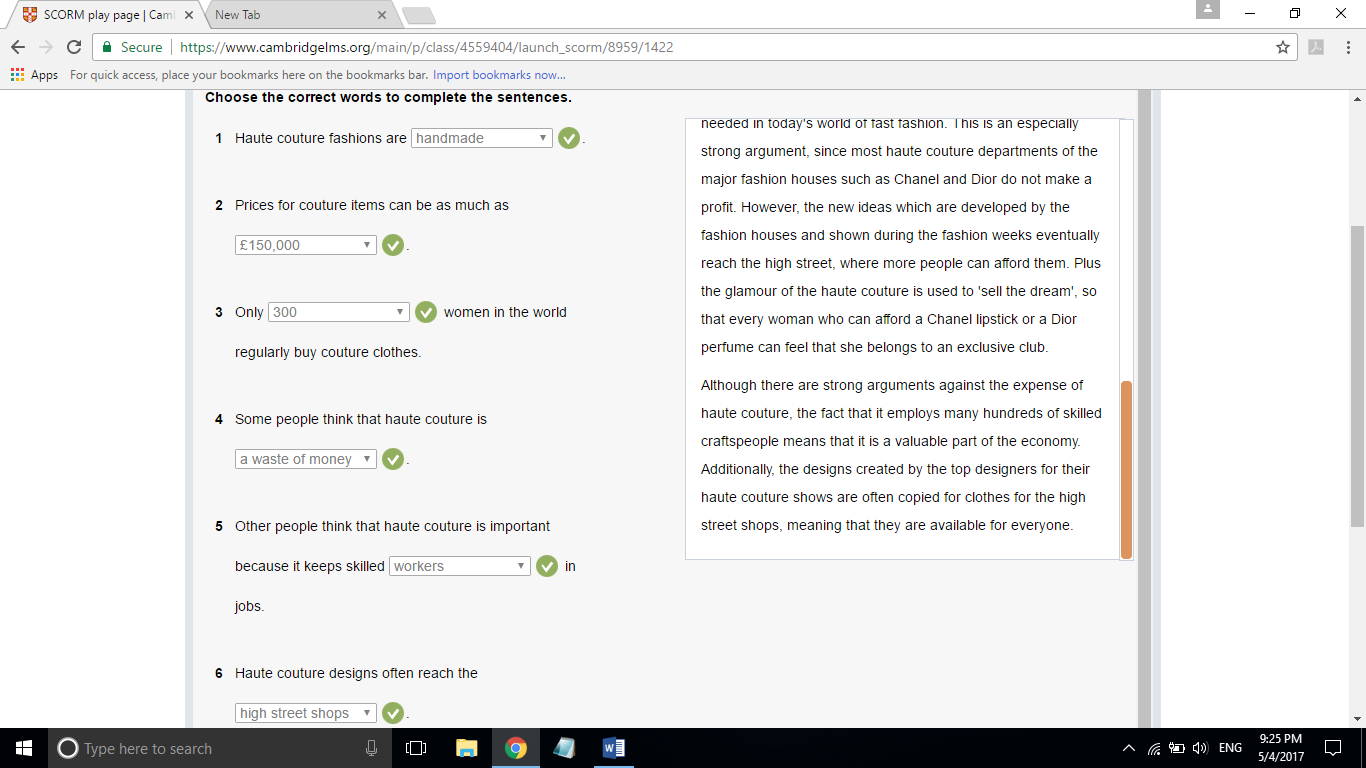 SCORM play page | Cam
New Tab
Secure
https://www.cambridgelms.org/main/p/class/4559404/launch_scorm/8959/1422
Apps
For quick access, place your bookmarks here on the bookmarks bar. Import bookmarks now...
Choose the correct words to complete the sentences.
1 Haute couture fashions are handmade .
2 Prices for couture items can be as much as
£150,000 .
3 Only 300 women in the world
regularly buy couture clothes.
4 Some people think that haute couture is
a waste of money .
5 Other people think that haute couture is important
because it keeps skilled workers in
jobs.
6 Haute couture designs often reach the
high street shops .
needed in today's world of fast fashion. This is an especially
strong argument, since most haute couture departments of the
major fashion houses such as Chanel and Dior do not make a
profit. However, the new ideas which are developed by the
fashion houses and shown during the fashion weeks eventually
reach the high street, where more people can afford them. Plus
the glamour of the haute couture is used to 'sell the dream', so
that every woman who can afford a Chanel lipstick or a Dior
perfume can feel that she belongs to an exclusive club.
Although there are strong arguments against the expense of
haute couture, the fact that it employs many hundreds of skilled
craftspeople means that it is a valuable part of the economy.
Additionally, the designs created by the top designers for their
haute couture shows are often copied for clothes for the high
street shops, meaning that they are available for everyone.
Type here to search
ENG
9:25 PM
5/4/2017